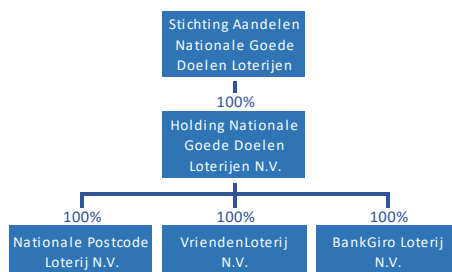 Stichting Aandelen
Nationale Goede
Doelen Loterijen
100%
Holding Nationale
Goede Doelen
Loterijen N.V.
100% 100% 100%
Nationale Postcode
Loterij N.V.
VriendenLoterij
N.V.
BankGiro Loterij
N.V.